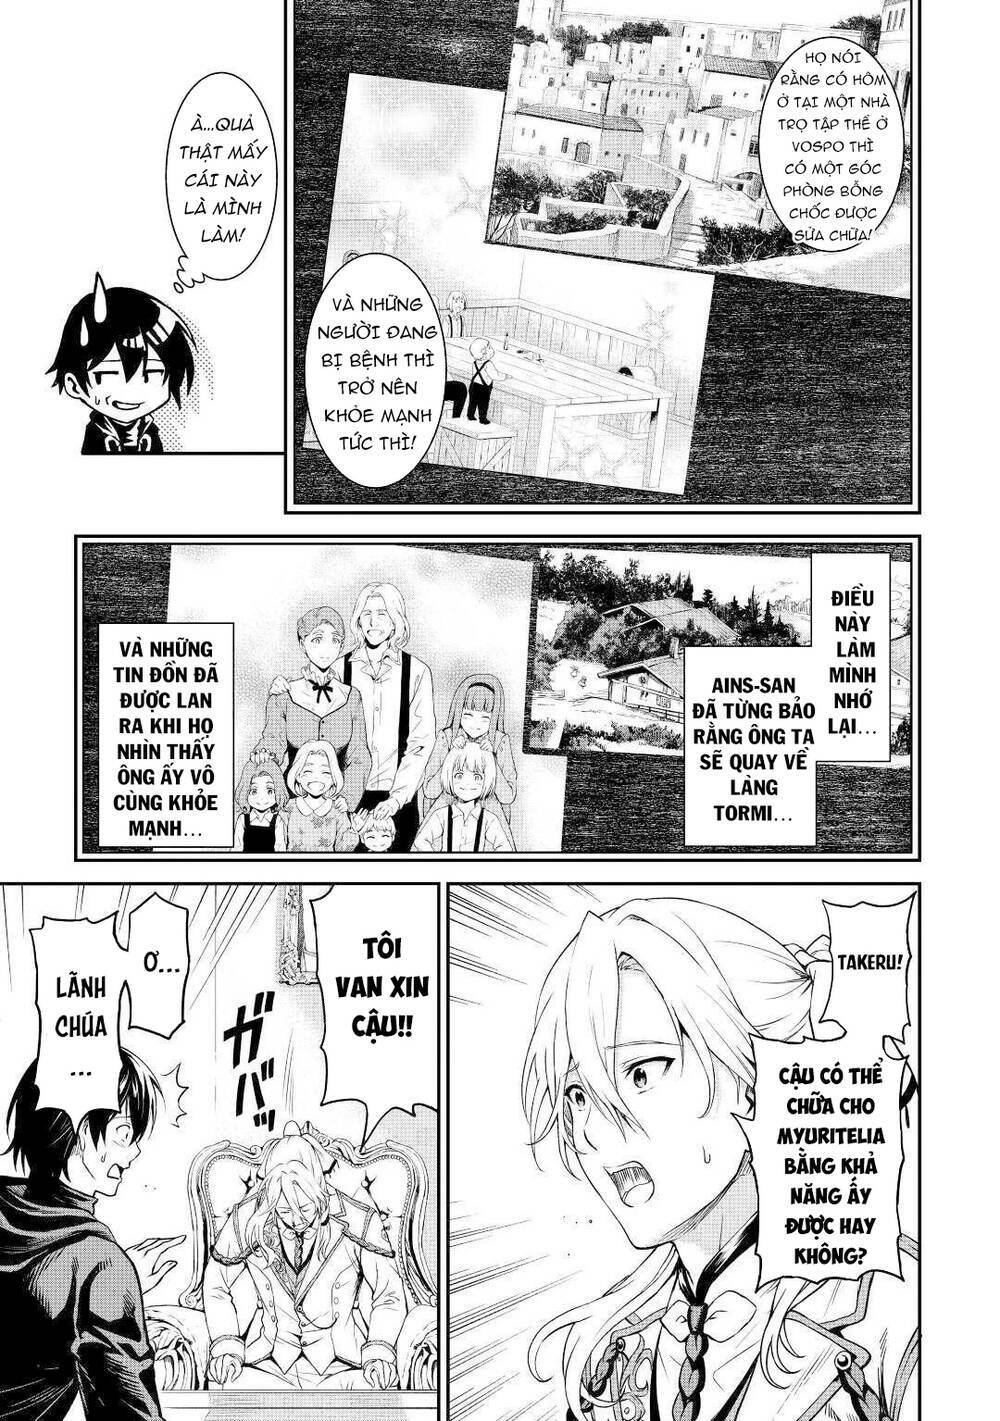 HỌ NÓI
RẰNG CÓ HÔM
Ở TẠI MỘT NHÀ
TRỌ TẬP THỂ Ở
VOSPO THÌ
CÓ MỘT GÓC
PHÒNG BỖNG
CHỐC ĐƯỢC
SỬA CHỮA!
VÀ NHỮNG
NGƯỜI ĐANG
BỊ BỆNH THÌ
TRỞ NÊN
KHỎE MẠNH
TỨC THÌ!
À...QUẢ
THẬT MẤY
CÁI NÀY
LÀ MÌNH
LÀM!
ĐIỀU
NÀY
LÀM
MÌNH
NHỚ
LẠI...
AINS-SAN
ĐÃ TỪNG BẢO
RẰNG ÔNG TA
SẼ QUAY VỀ
LÀNG
TORMI...
VÀ NHỮNG
TIN ĐỒN ĐÃ
ĐƯỢC LAN
RA KHI HỌ
NHÌN THẤY
ÔNG ẤY VÔ
CÙNG KHỎE
MẠNH...
TAKERU!
CẬU CÓ THỂ
CHỮA CHO
MYURITELIA
BẰNG KHẢ
NĂNG ẤY
ĐƯỢC HAY
KHÔNG?
TÔI
VAN XIN
CẬU!!
ガバッ
Ơ...
LÃNH
CHÚA
...